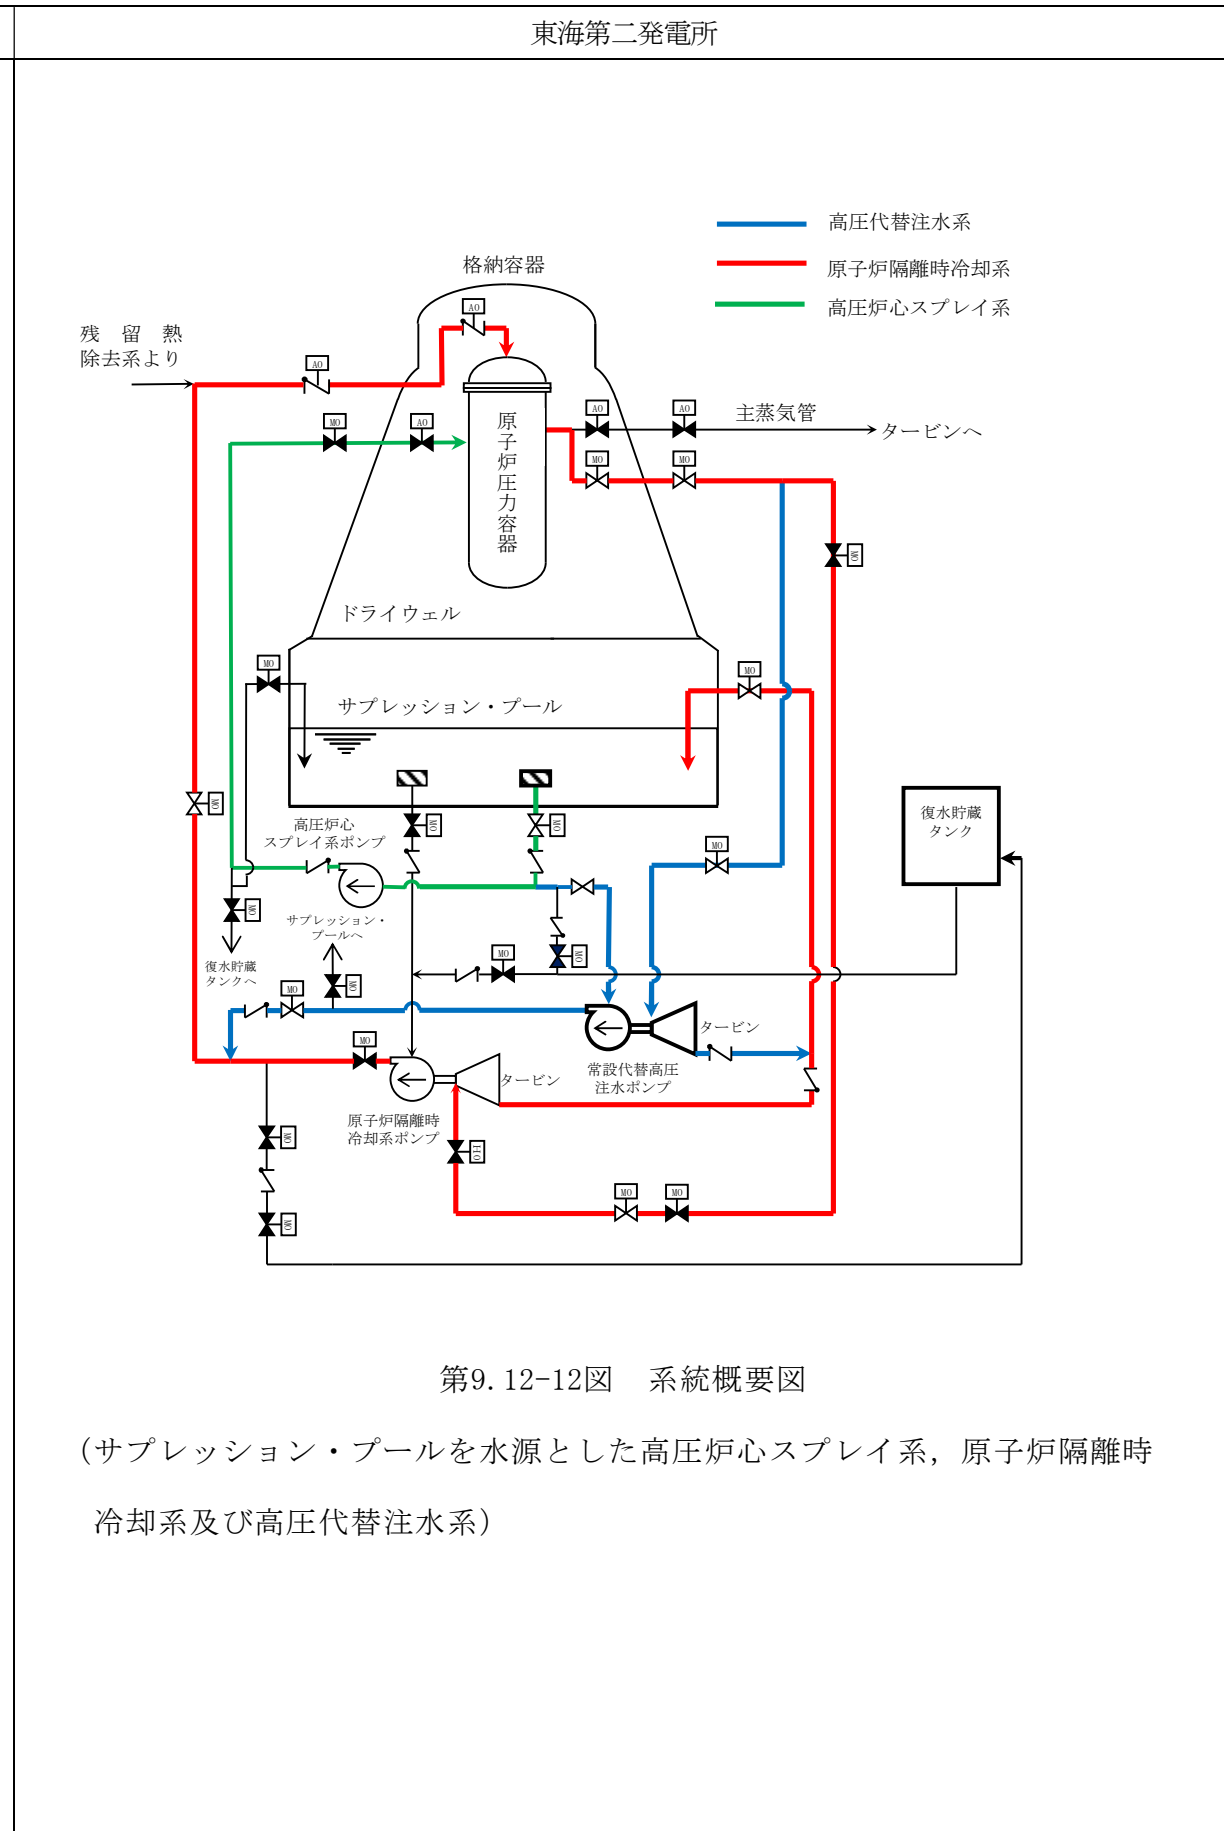 東海第二発電所
高圧代替注水系
原子炉隔離時冷却系
高圧炉心スプレイ系
格納容器
AO
残 留 熱
除去系より
AO
AO
AO
主蒸気管
タービンへ
MO
AO
原子炉圧力容器
MO
MO
MO
ドライウェル
MO
MO
サプレッション・プール
MO
高圧炉心
スプレイ系ポンプ
MO
MO
復水貯蔵
タンク
MO
MO
サプレッション・
プールへ
MO
MO
復水貯蔵
タンクへ
MO
MO
タービン
常設代替高圧
注水ポンプ
MO
タービン
原子炉隔離時
冷却系ポンプ
MO
HO
MO
MO
MO
第9.12-12図 系統概要図
(サプレッション・プールを水源とした高圧炉心スプレイ系，原子炉隔離時
冷却系及び高圧代替注水系)